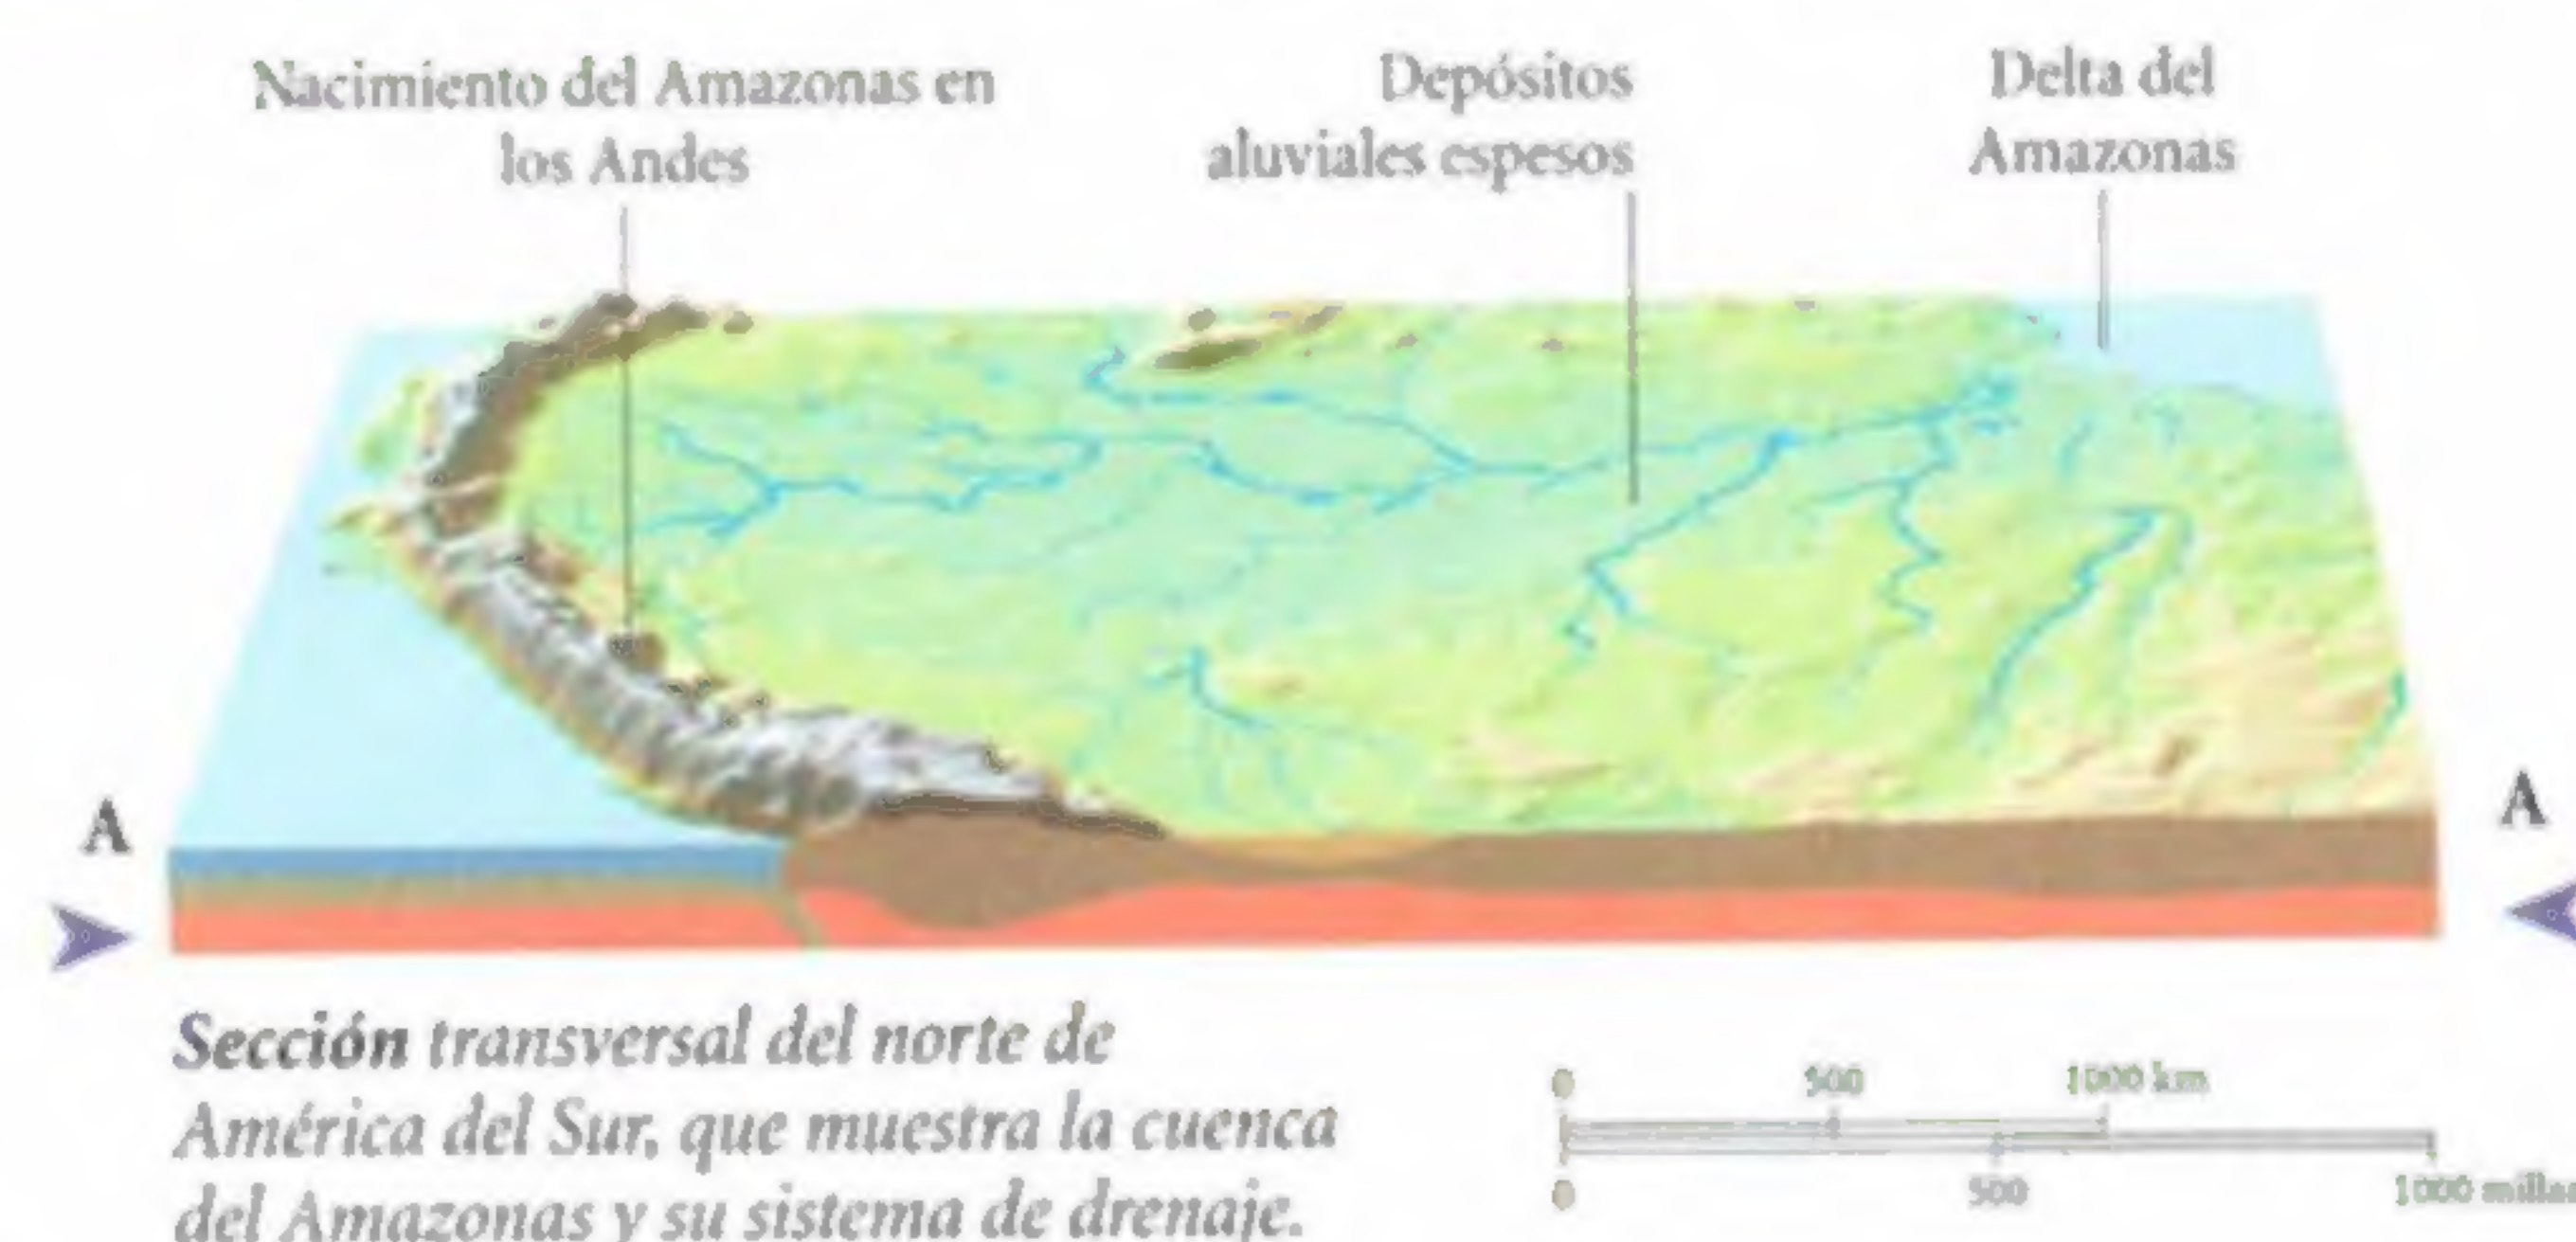 Nacimiento del Amazonas en
los Andes
Depósitos
aluviales espesos
Delta del
Amazonas
A
A
Sección transversal del norte de
América del Sur, que muestra la cuenca
del Amazonas y su sistema de drenaje.
0 500 1000 km
0 500 1000 millas